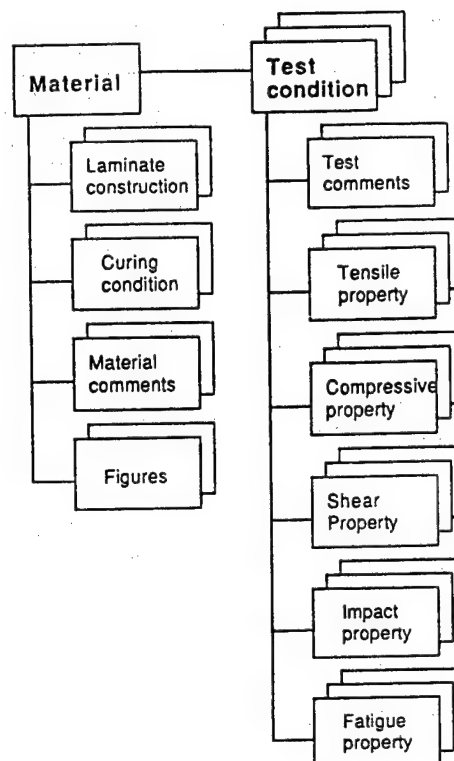 Material
Test
condition
Laminate
construction
Curing
condition
Material
comments
Figures
Test
comments
Tensile
property
Compressive
property
Shear
Property
Impact
property
Fatigue
property